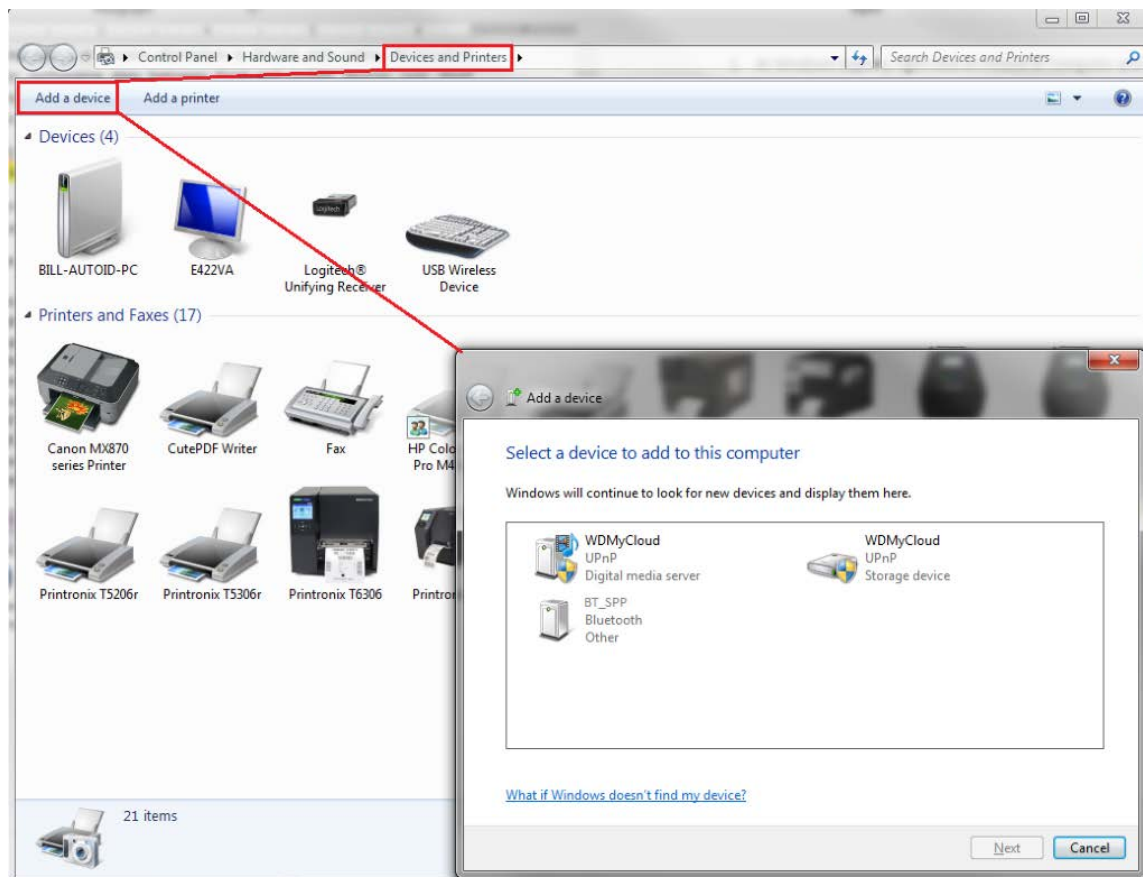 Control Panel Hardware and Sound Devices and Printers Search Devices and Printers
Add a device Add a printer
Devices (4)
Logitech
BILL-AUTOID-PC E422VA Logitech® Unifying Receiver USB Wireless Device
Printers and Faxes (17)
Canon MX870 series Printer CutePDF Writer Fax HP Colo Pro M4
Printronix T5206r Printronix T5306r Printronix T6306 Printron
21 items
Add a device
Select a device to add to this computer
Windows will continue to look for new devices and display them here.
WDMyCloud
UPnP
Digital media server
WDMyCloud
UPnP
Storage device
BT_SPP
Bluetooth
Other
What if Windows doesn't find my device?
Next Cancel